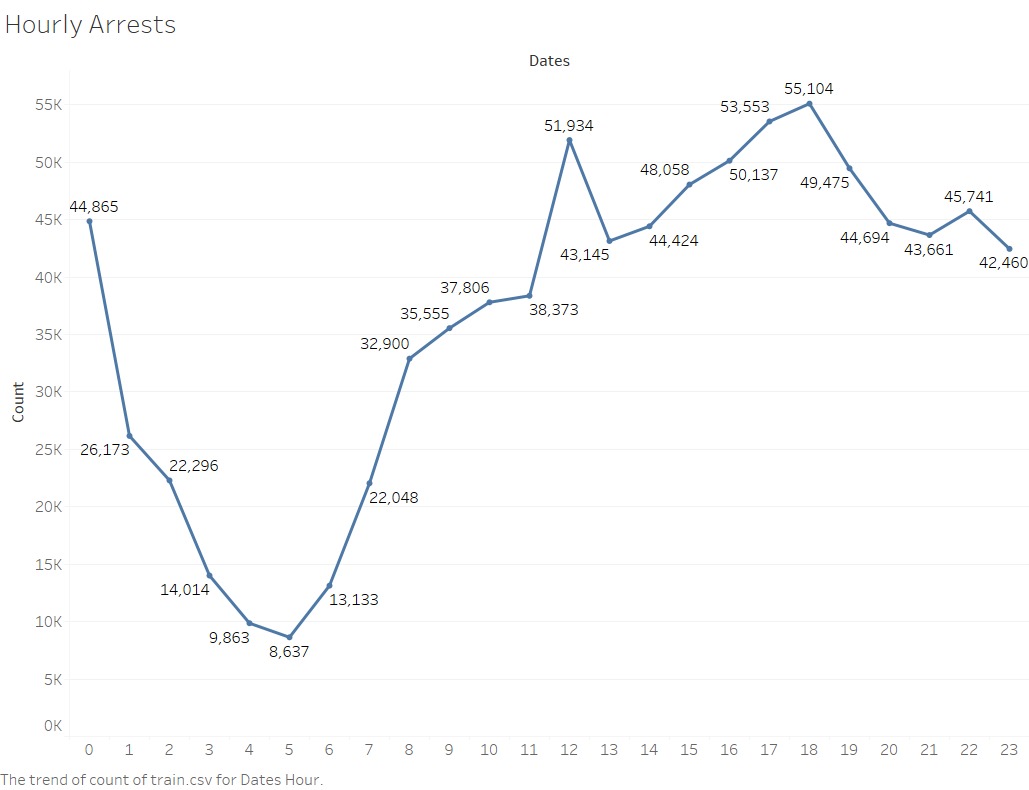 Hourly Arrests
Dates
55,104
55K
53,553
51,934
50K
48,058
50,137
49,475
45,741
44,865
45K
44,694
44,424
43,661
43,145
42,460
40K
37,806
38,373
35,555
35K
32,900
30K
Count
26,173
25K
22,296
22,048
20K
15K
14,014
13,133
10K
9,863
8,637
5K
0K
0 1 2 3 4 5 6 7 8 9 10 11 12 13 14 15 16 17 18 19 20 21 22 23
The trend of count of train.csv for Dates Hour.